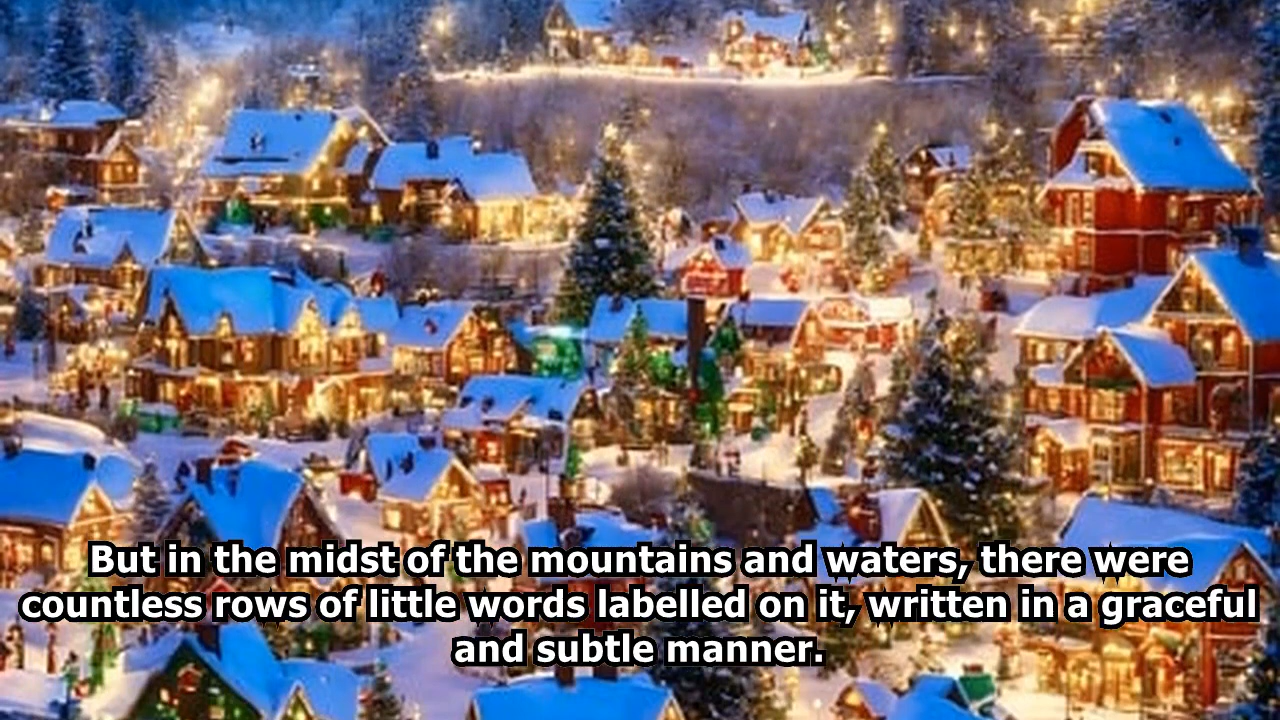 But in the midst of the mountains and waters, there were
countless rows of little words labelled on it, written in a graceful
and subtle manner.